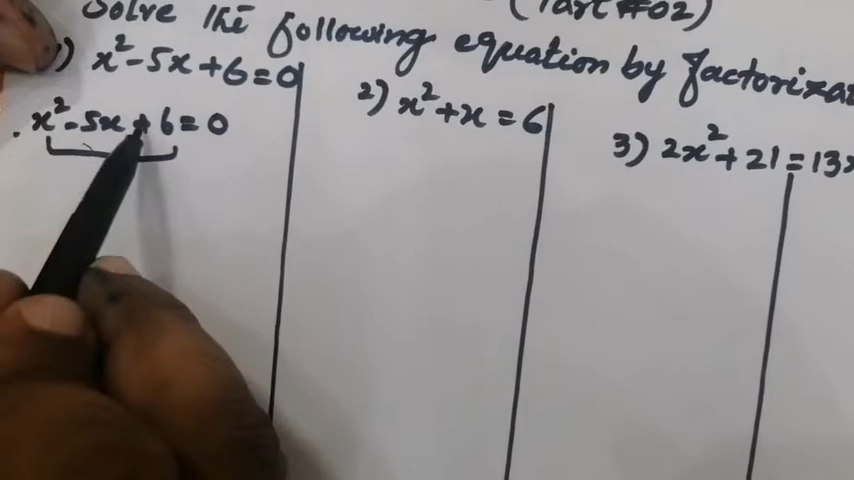 (Part #02)
Solve the following equation by factoriza
1) x² - 5x + 6 = 0
x² - 5x + 6 = 0
2) x² + x = 6
3) 2x² + 21 = 13x